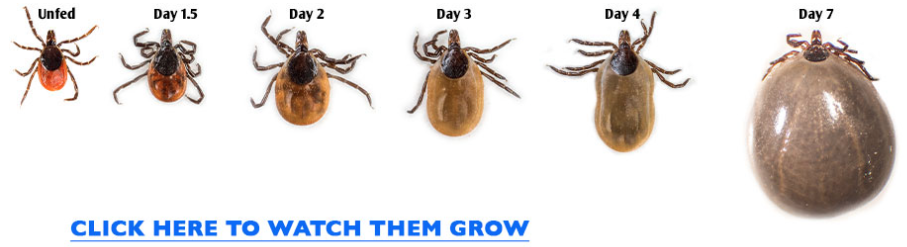 Unfed Day 1.5 Day 2 Day 3 Day 4 Day 7
CLICK HERE TO WATCH THEM GROW